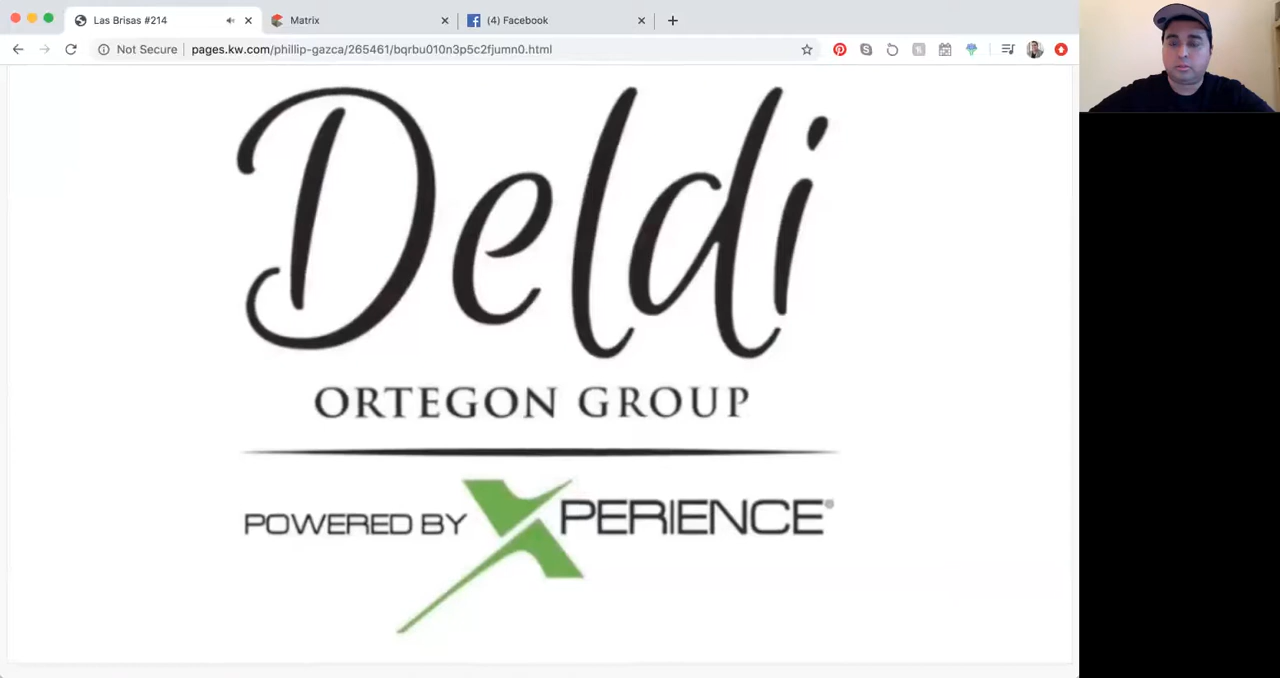 Las Brisas #214
Matrix
(4) Facebook
Not Secure
pages.kw.com/phillip-gazca/265461/bqrbu010n3p5c2fjumn0.html
Deldi
ORTEGON GROUP
POWERED BY XPERIENCE®